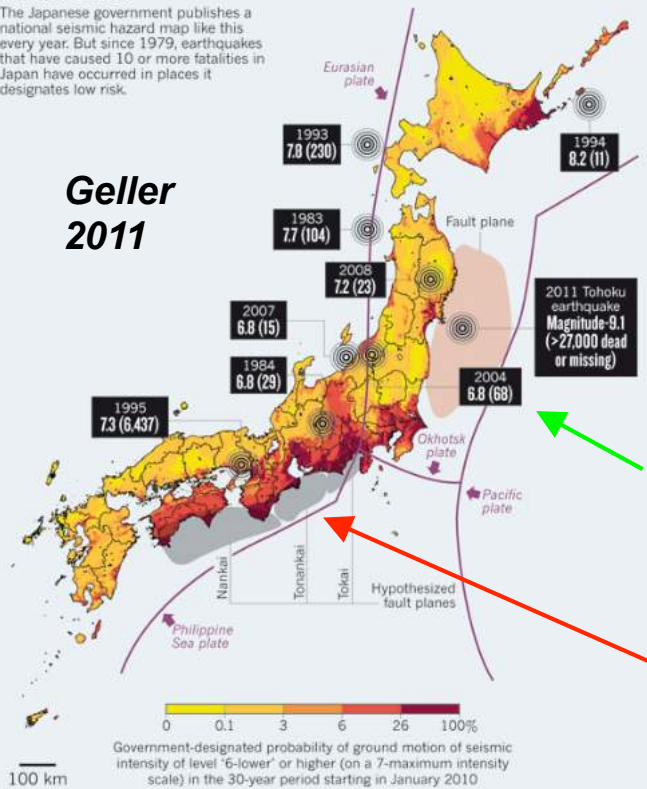 The Japanese government publishes a
national seismic hazard map like this
every year. But since 1979, earthquakes
that have caused 10 or more fatalities in
Japan have occurred in places it
designates low risk.
Geller
2011
Eurasian
plate
1993
7.8 (230)
1994
8.2 (11)
1983
7.7 (104)
Fault plane
2008
7.2 (23)
2011 Tohoku
earthquake
Magnitude-9.1
(>27,000 dead
or missing)
2007
6.8 (15)
1984
6.8 (29)
2004
6.8 (68)
1995
7.3 (6,437)
Okhotsk
plate
Pacific
plate
Nankai
Tonankai
Tokai
Hypothesized
fault planes
Philippine
Sea plate
0 0.1 3 6 26 100%
Government-designated probability of ground motion of seismic
intensity of level ‘6-lower’ or higher (on a 7-maximum intensity
scale) in the 30-year period starting in January 2010
100 km